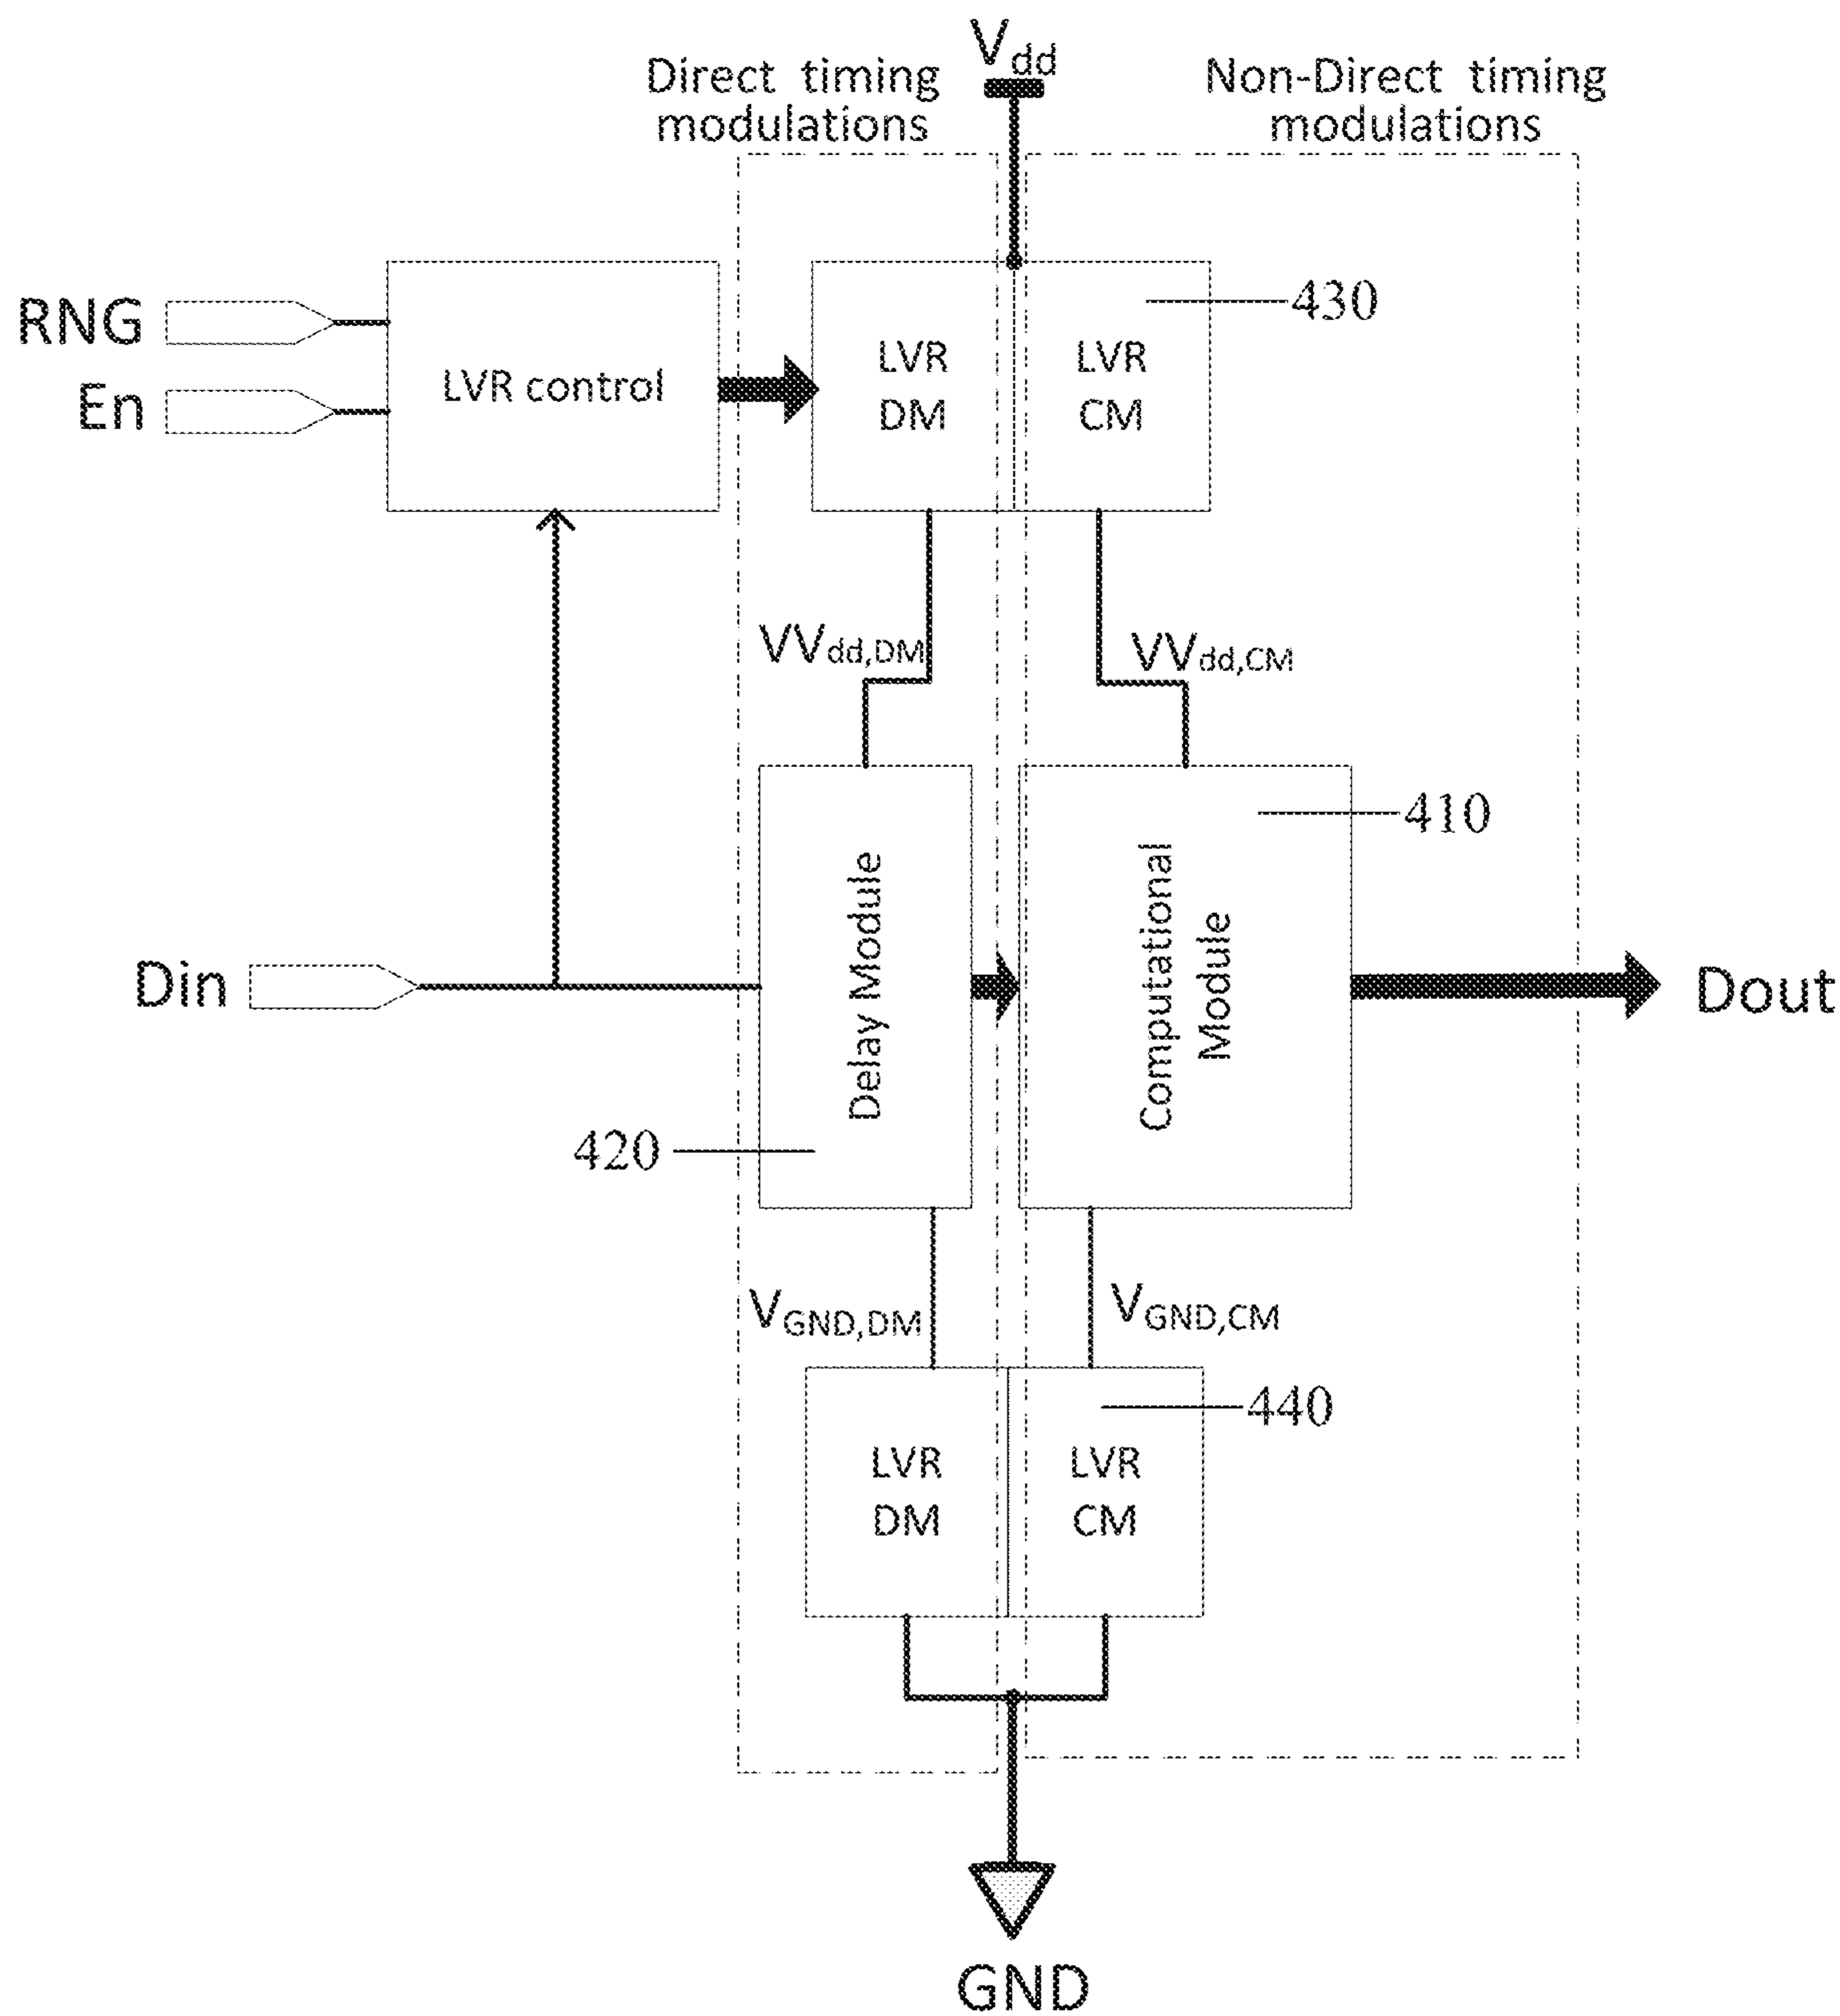 Vdd
Direct timing
modulations
Non-Direct timing
modulations
RNG
En
LVR control
LVR
DM
LVR
CM
430
VVdd,DM
VVdd,CM
410
Delay Module
Computational
Module
Din
Dout
420
VGND,DM
VGND,CM
440
LVR
DM
LVR
CM
GND